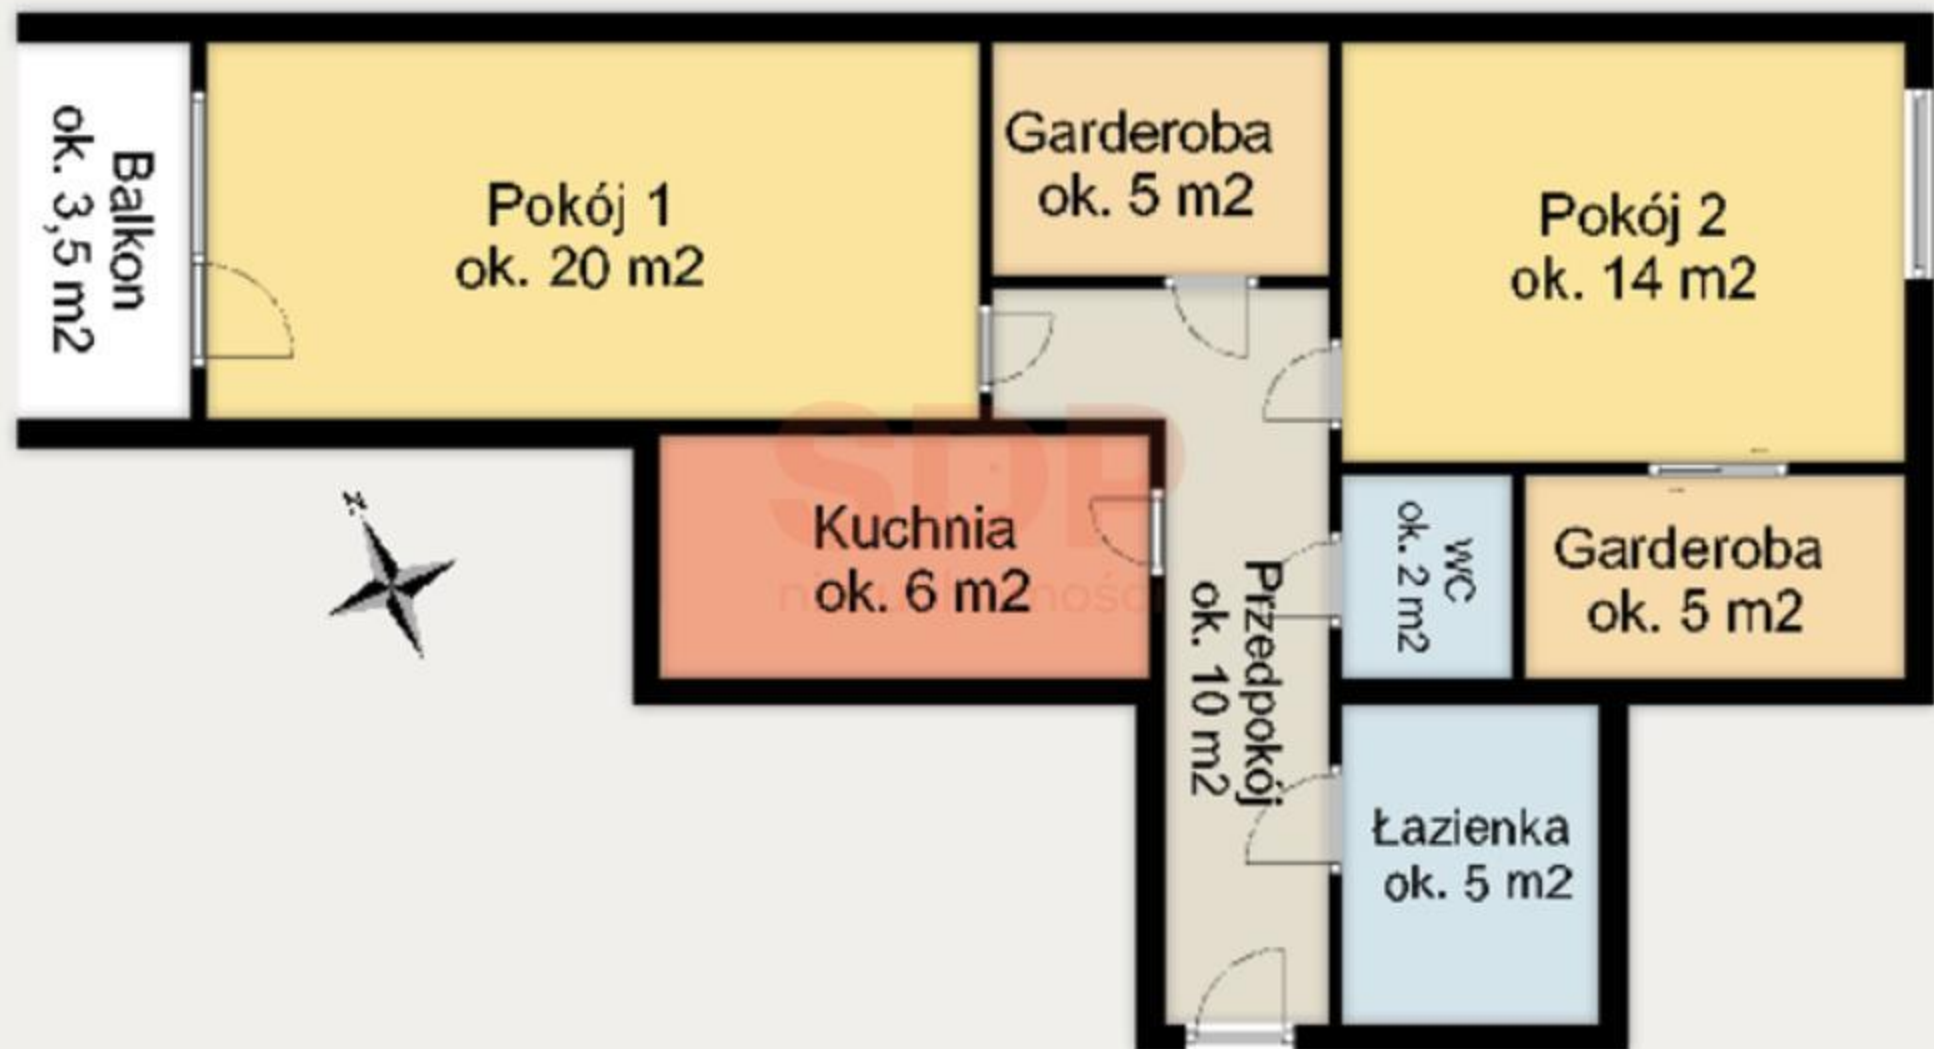 Balkon
ok. 3,5 m2
Pokój 1
ok. 20 m2
Garderoba
ok. 5 m2
Pokój 2
ok. 14 m2
N
SDP
Kuchnia
ok. 6 m2
Przedpokój
ok. 10 m2
WC
ok. 2 m2
Garderoba
ok. 5 m2
Łazienka
ok. 5 m2